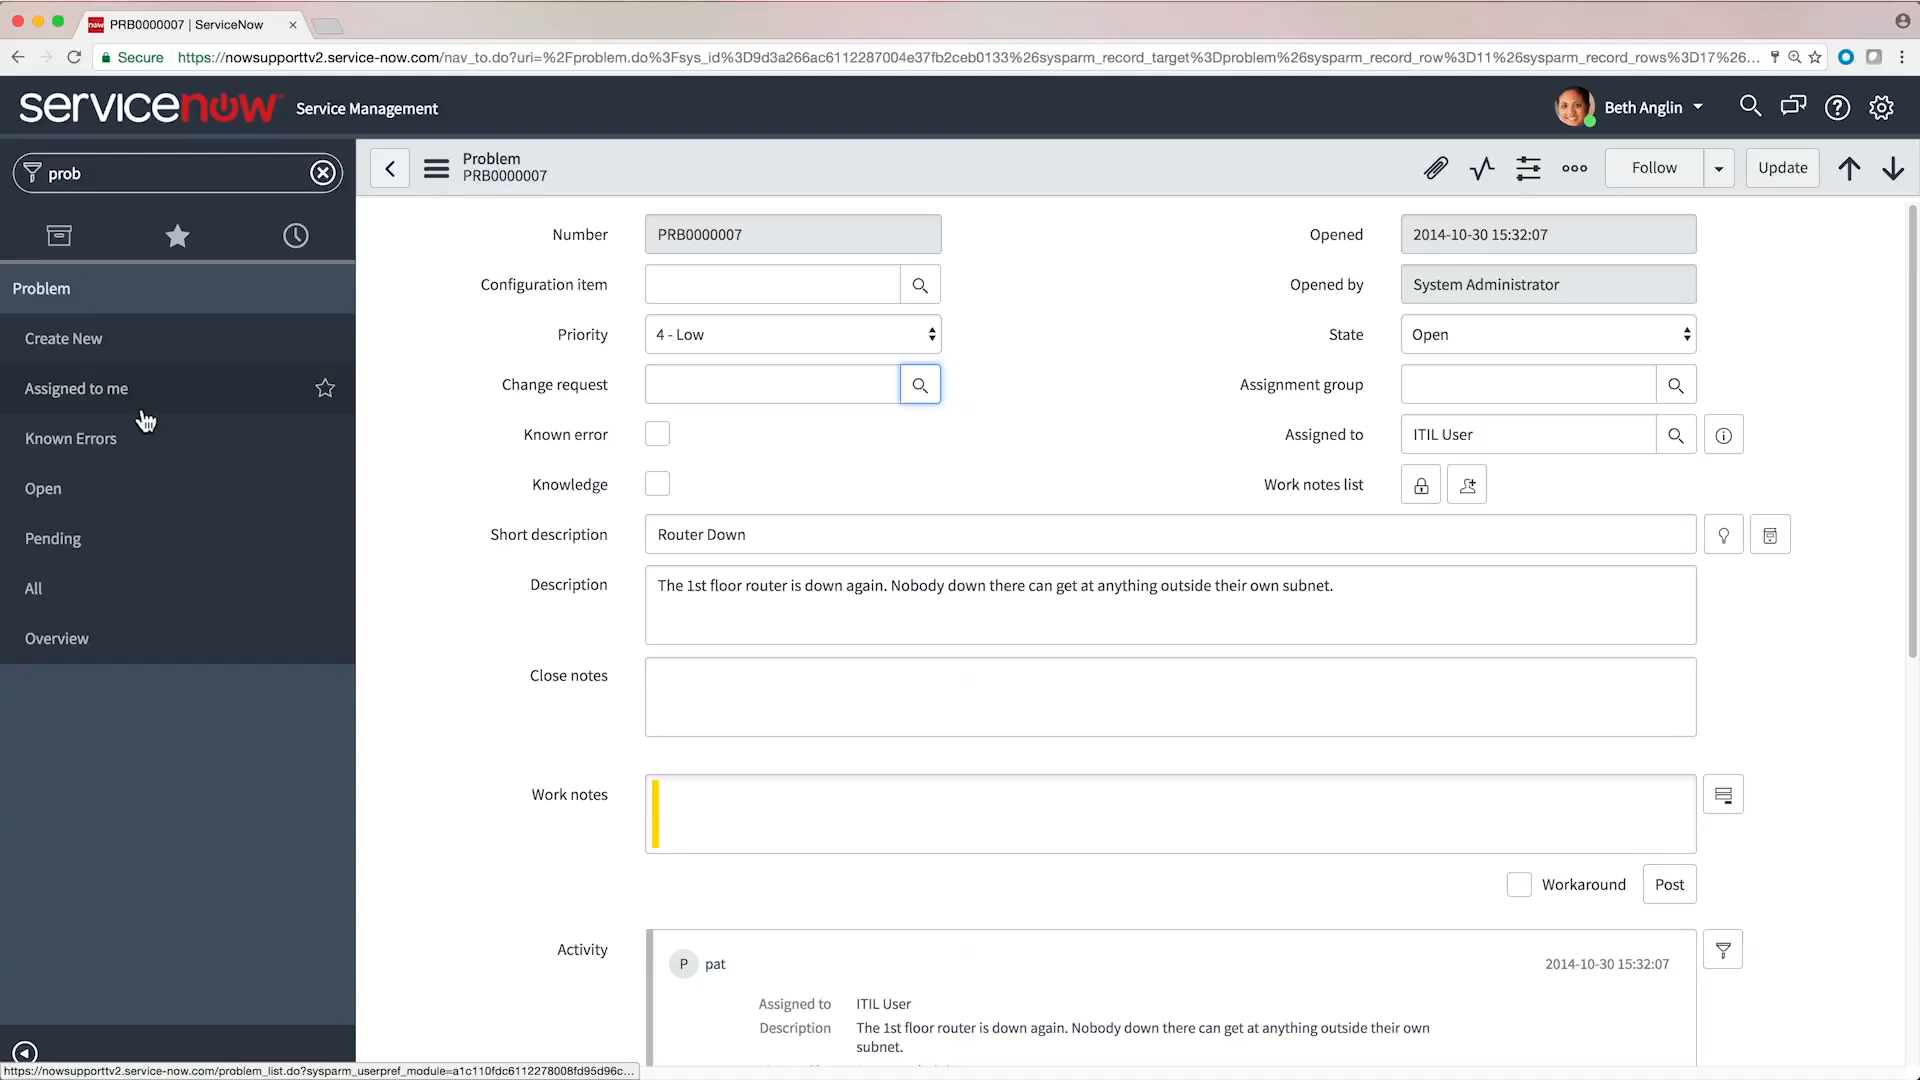 PRB0000007 | ServiceNow
Secure
https://nowsupporttv2.service-now.com/nav_to.do?uri=%2Fproblem.do%3Fsys_id%3D9d3a266ac6112287004e37fb2ceb0133%26sysparm_record_target%3Dproblem%26sysparm_record_row%3D11%26sysparm_record_rows%3D17%26...
servicenow Service Management
Beth Anglin
prob
Problem
PRB0000007
Follow
Update
Problem
Create New
Assigned to me
Known Errors
Open
Pending
All
Overview
Number PRB0000007
Opened 2014-10-30 15:32:07
Configuration item
Opened by System Administrator
Priority 4 - Low
State Open
Change request
Assignment group
Known error
Assigned to ITIL User
Knowledge
Work notes list
Short description Router Down
Description The 1st floor router is down again. Nobody down there can get at anything outside their own subnet.
Close notes
Work notes
Workaround Post
Activity
P pat 2014-10-30 15:32:07
Assigned to ITIL User
Description The 1st floor router is down again. Nobody down there can get at anything outside their own
subnet.
https://nowsupporttv2.service-now.com/problem_list.do?sysparm_userpref_module=a1c110fdc6112278008fd95d96c...